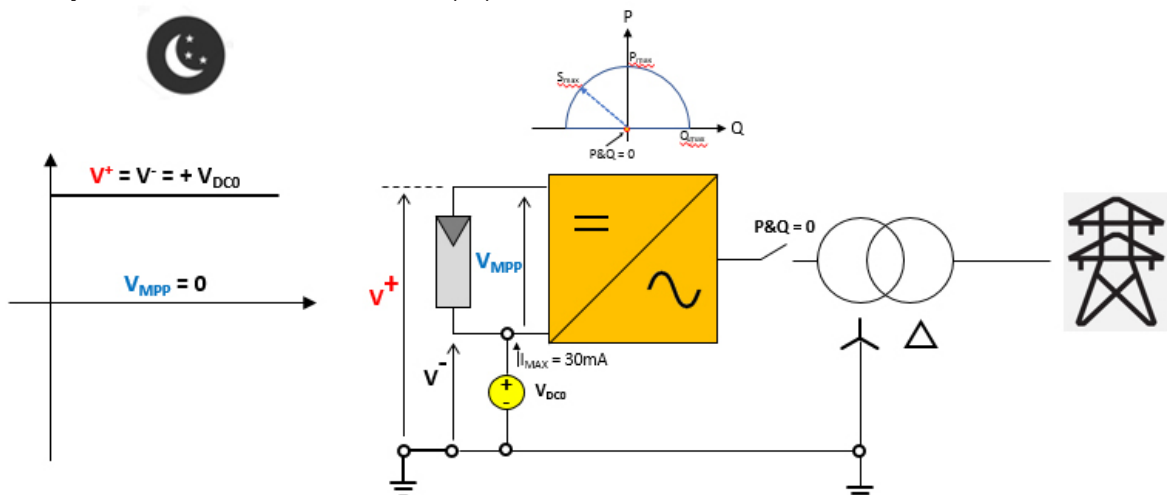 P
Pmax
Smax
Q
Qmax
P&Q = 0
V⁺ = V⁻ = + VDC0
VMPP = 0
P&Q = 0
VMPP
V⁺
IMAX = 30mA
V⁻
+
-
VDC0